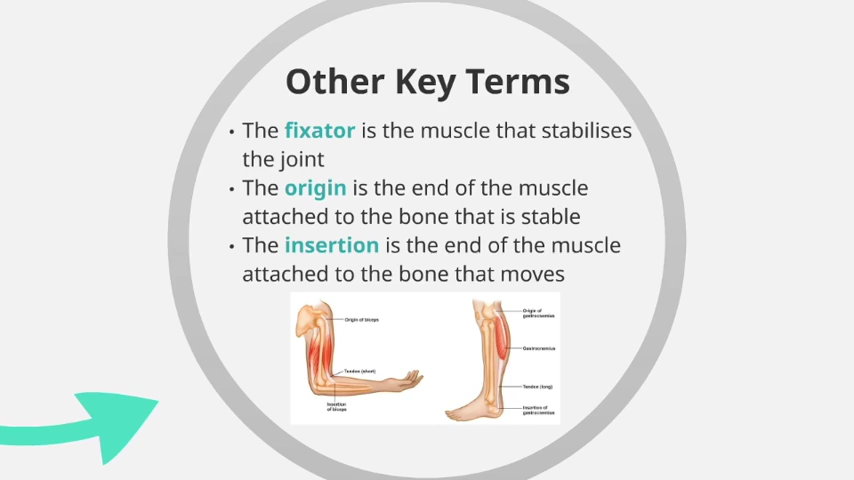 Other Key Terms
• The fixator is the muscle that stabilises
the joint
• The origin is the end of the muscle
attached to the bone that is stable
• The insertion is the end of the muscle
attached to the bone that moves
Origin of biceps
Tendon (short)
Insertion
of biceps
Origin of
gastrocnemius
Gastrocnemius
Tendon (long)
Insertion of
gastrocnemius